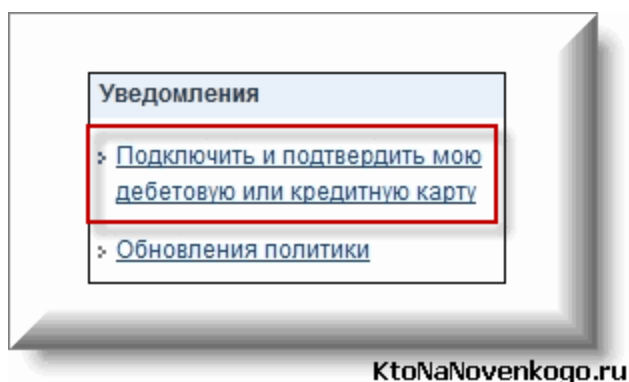 Уведомления
Подключить и подтвердить мою
дебетовую или кредитную карту
Обновления политики
KtoNaNovenkogo.ru